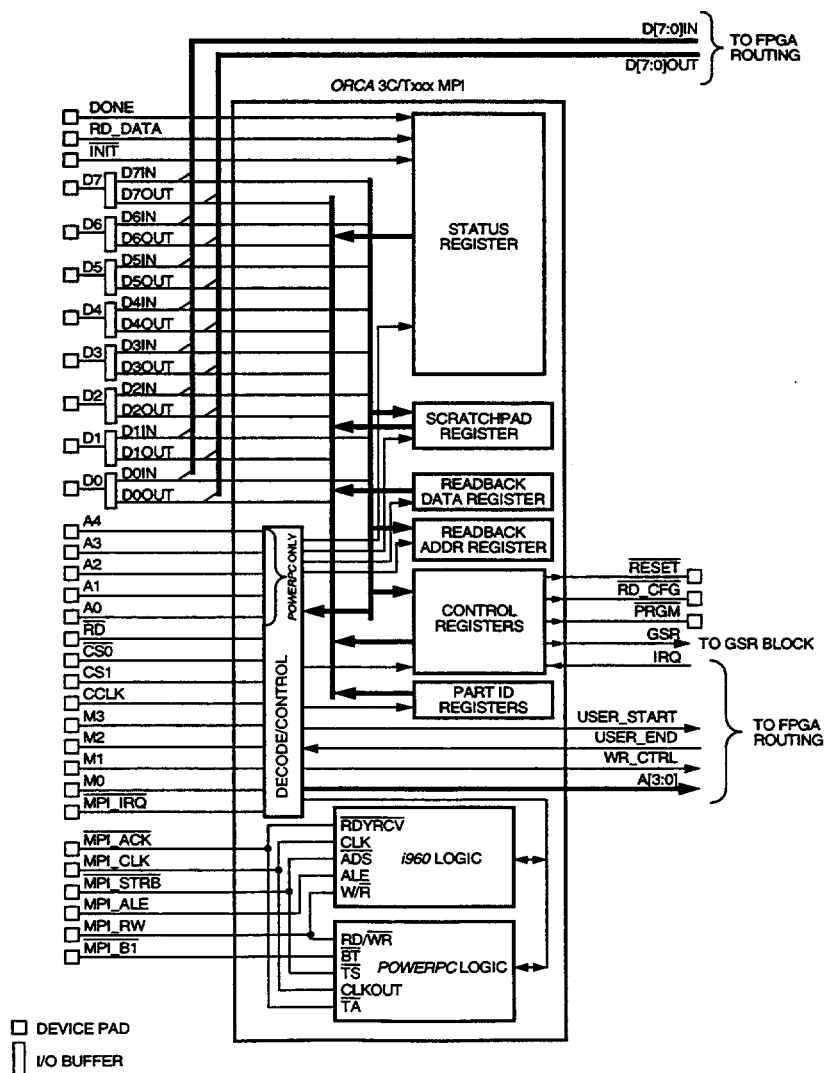 D[7:0]IN
D[7:0]OUT
TO FPGA
ROUTING
ORCA 3C/Txxx MPI
DONE
RD_DATA
INIT
D7
D7IN
D7OUT
D6
D6IN
D6OUT
D5
D5IN
D5OUT
D4
D4IN
D4OUT
D3
D3IN
D3OUT
D2
D2IN
D2OUT
D1
D1IN
D1OUT
D0
D0IN
D0OUT
STATUS
REGISTER
SCRATCHPAD
REGISTER
READBACK
DATA REGISTER
READBACK
ADDR REGISTER
CONTROL
REGISTERS
PART ID
REGISTERS
A4
A3
A2
A1
A0
RD
CS0
CS1
CCLK
M3
M2
M1
M0
MPI_IRQ
POWERPC ONLY
DECODE/CONTROL
RESET
RD_CFG
PRGM
GSR
TO GSR BLOCK
IRQ
USER_START
USER_END
WR_CTRL
A[3:0]
TO FPGA
ROUTING
MPI_ACK
MPI_CLK
MPI_STRB
MPI_ALE
MPI_RW
MPI_B1
RDYRCV
CLK
ADS
ALE
W/R
i960 LOGIC
RD/WR
BT
TS
CLKOUT
TA
POWERPC LOGIC
DEVICE PAD
I/O BUFFER